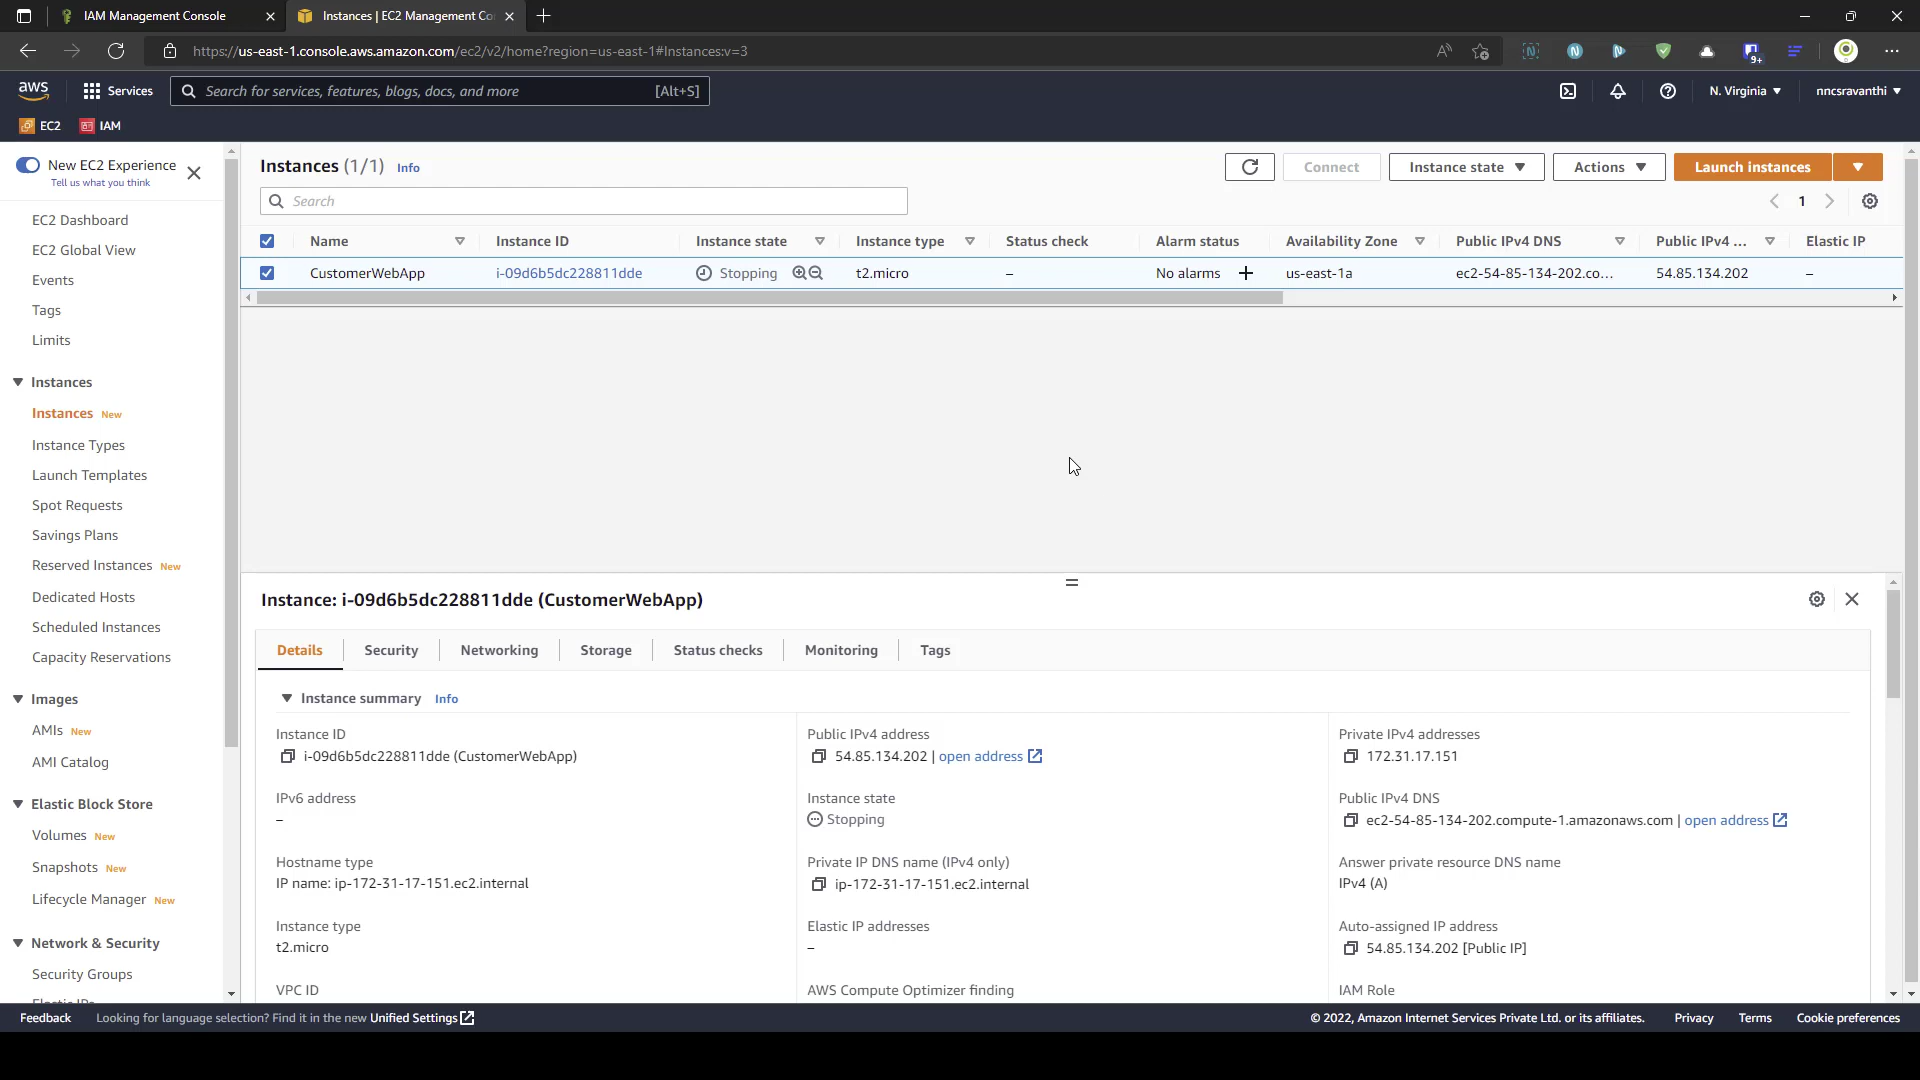 IAM Management Console
Instances | EC2 Management Co
https://us-east-1.console.aws.amazon.com/ec2/v2/home?region=us-east-1#Instances:v=3
9+
aws
Services
Search for services, features, blogs, docs, and more
[Alt+S]
N. Virginia
nncsravanthi
EC2
IAM
New EC2 Experience
Tell us what you think
EC2 Dashboard
EC2 Global View
Events
Tags
Limits
Instances
Instances New
Instance Types
Launch Templates
Spot Requests
Savings Plans
Reserved Instances New
Dedicated Hosts
Scheduled Instances
Capacity Reservations
Images
AMIs New
AMI Catalog
Elastic Block Store
Volumes New
Snapshots New
Lifecycle Manager New
Network & Security
Security Groups
Elastic IPs
Instances (1/1) Info
Connect
Instance state
Actions
Launch instances
Search
1
Name Instance ID Instance state Instance type Status check Alarm status Availability Zone Public IPv4 DNS Public IPv4 ... Elastic IP
CustomerWebApp i-09d6b5dc228811dde Stopping t2.micro – No alarms + us-east-1a ec2-54-85-134-202.co... 54.85.134.202 –
Instance: i-09d6b5dc228811dde (CustomerWebApp)
Details Security Networking Storage Status checks Monitoring Tags
Instance summary Info
Instance ID
i-09d6b5dc228811dde (CustomerWebApp)
Public IPv4 address
54.85.134.202 | open address
Private IPv4 addresses
172.31.17.151
IPv6 address
–
Instance state
Stopping
Public IPv4 DNS
ec2-54-85-134-202.compute-1.amazonaws.com | open address
Hostname type
IP name: ip-172-31-17-151.ec2.internal
Private IP DNS name (IPv4 only)
ip-172-31-17-151.ec2.internal
Answer private resource DNS name
IPv4 (A)
Instance type
t2.micro
Elastic IP addresses
–
Auto-assigned IP address
54.85.134.202 [Public IP]
VPC ID
AWS Compute Optimizer finding
IAM Role
Feedback
Looking for language selection? Find it in the new Unified Settings
© 2022, Amazon Internet Services Private Ltd. or its affiliates.
Privacy
Terms
Cookie preferences